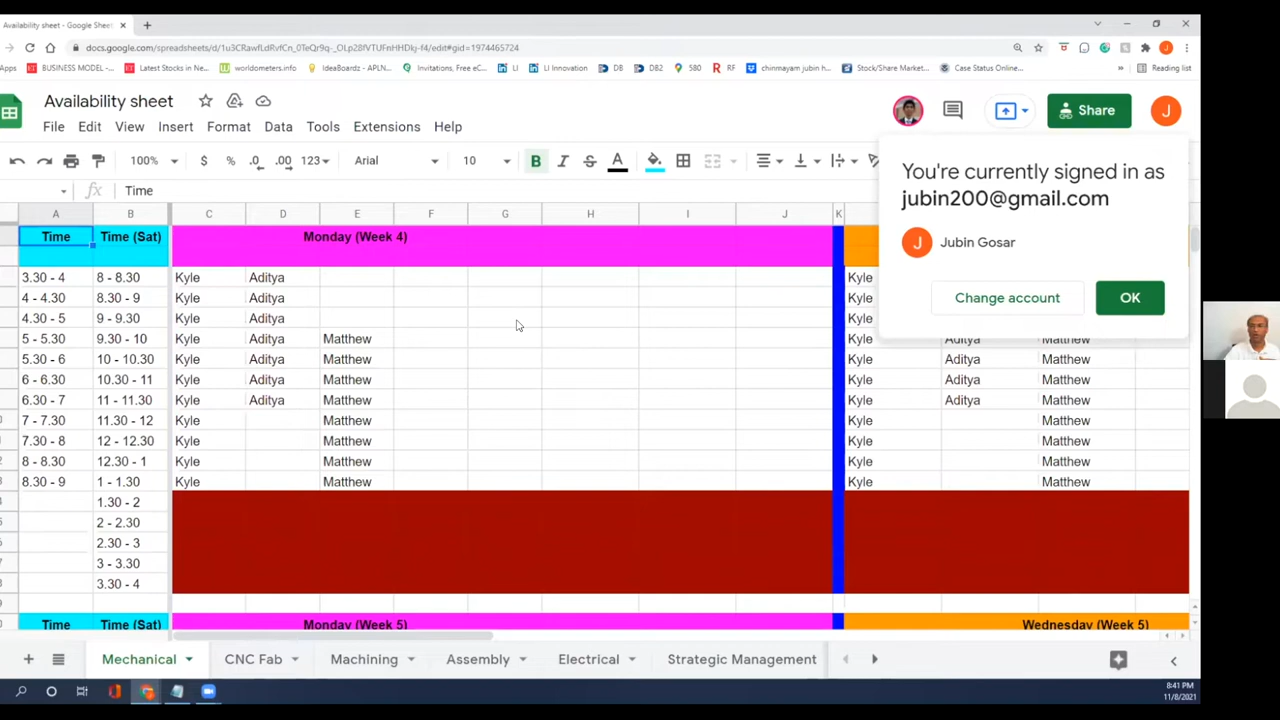 Availability sheet - Google Sheet
docs.google.com/spreadsheets/d/1u3CRawfLdRvfCn_0TeQr9q-_OLp28fVTUFnHHDKj-f4/edit#gid=1974465724
Apps BUSINESS MODEL -... Latest Stocks in Ne... worldometers.info IdeaBoardz - APLN... Invitations, Free eC... LI LI Innovation DB DB2 580 RF chinmayam jubin h... Stock/Share Market... Case Status Online... » Reading list
Availability sheet
Share
J
File Edit View Insert Format Data Tools Extensions Help
100% $ % .0 .00 123 Arial 10 B I S A
fx Time
You're currently signed in as
jubin200@gmail.com
J Jubin Gosar
Change account OK
A B C D E F G H I J K
Time Time (Sat) Monday (Week 4)
3.30 - 4 8 - 8.30 Kyle Aditya Kyle
4 - 4.30 8.30 - 9 Kyle Aditya Kyle
4.30 - 5 9 - 9.30 Kyle Aditya Kyle
5 - 5.30 9.30 - 10 Kyle Aditya Matthew Kyle Aditya Matthew
5.30 - 6 10 - 10.30 Kyle Aditya Matthew Kyle Aditya Matthew
6 - 6.30 10.30 - 11 Kyle Aditya Matthew Kyle Aditya Matthew
6.30 - 7 11 - 11.30 Kyle Aditya Matthew Kyle Aditya Matthew
7 - 7.30 11.30 - 12 Kyle Matthew Kyle Matthew
7.30 - 8 12 - 12.30 Kyle Matthew Kyle Matthew
8 - 8.30 12.30 - 1 Kyle Matthew Kyle Matthew
8.30 - 9 1 - 1.30 Kyle Matthew Kyle Matthew
1.30 - 2
2 - 2.30
2.30 - 3
3 - 3.30
3.30 - 4
Time Time (Sat) Monday (Week 5) Wednesday (Week 5)
Mechanical CNC Fab Machining Assembly Electrical Strategic Management
8:41 PM
11/8/2021